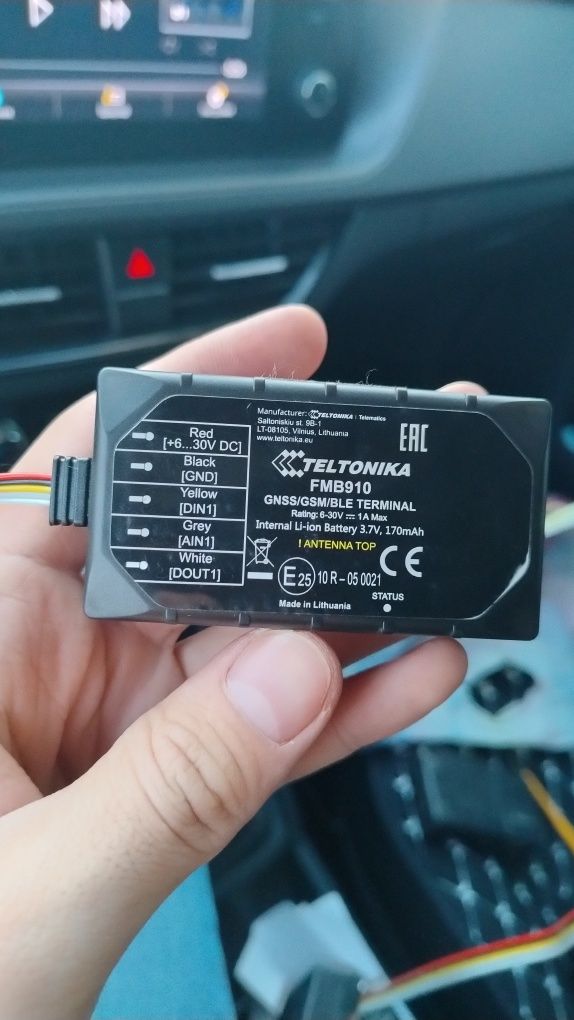 Manufacturer: TELTONIKA | Telematics
Saltoniskiu st. 9B-1
LT-08105, Vilnius, Lithuania
www.teltonika.eu
EAC
Red
[+6...30V DC]
Black
[GND]
Yellow
[DIN1]
Grey
[AIN1]
White
[DOUT1]
TELTONIKA
FMB910
GNSS/GSM/BLE TERMINAL
Rating: 6-30V ⎓ 1A Max
Internal Li-ion Battery 3.7V, 170mAh
! ANTENNA TOP
CE
E25 10 R – 05 0021
STATUS
Made in Lithuania